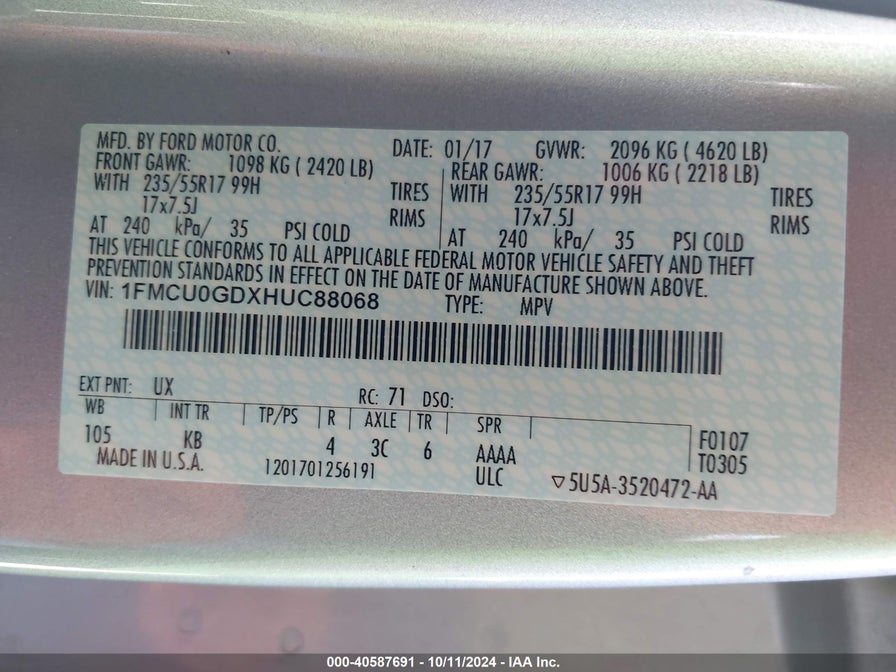 MFD. BY FORD MOTOR CO. DATE: 01/17 GVWR: 2096 KG ( 4620 LB)
FRONT GAWR: 1098 KG ( 2420 LB) REAR GAWR: 1006 KG ( 2218 LB)
WITH 235/55R17 99H TIRES WITH 235/55R17 99H TIRES
17x7.5J RIMS 17x7.5J RIMS
AT 240 kPa/ 35 PSI COLD AT 240 kPa/ 35 PSI COLD
THIS VEHICLE CONFORMS TO ALL APPLICABLE FEDERAL MOTOR VEHICLE SAFETY AND THEFT
PREVENTION STANDARDS IN EFFECT ON THE DATE OF MANUFACTURE SHOWN ABOVE.
VIN: 1FMCU0GDXHUC88068 TYPE: MPV
EXT PNT: UX RC: 71 DSO:
WB INT TR TP/PS R AXLE TR SPR F0107
105 KB 4 3C 6 AAAA T0305
MADE IN U.S.A. 1201701256191 ULC ▽5U5A-3520472-AA
000-40587691 - 10/11/2024 - IAA Inc.